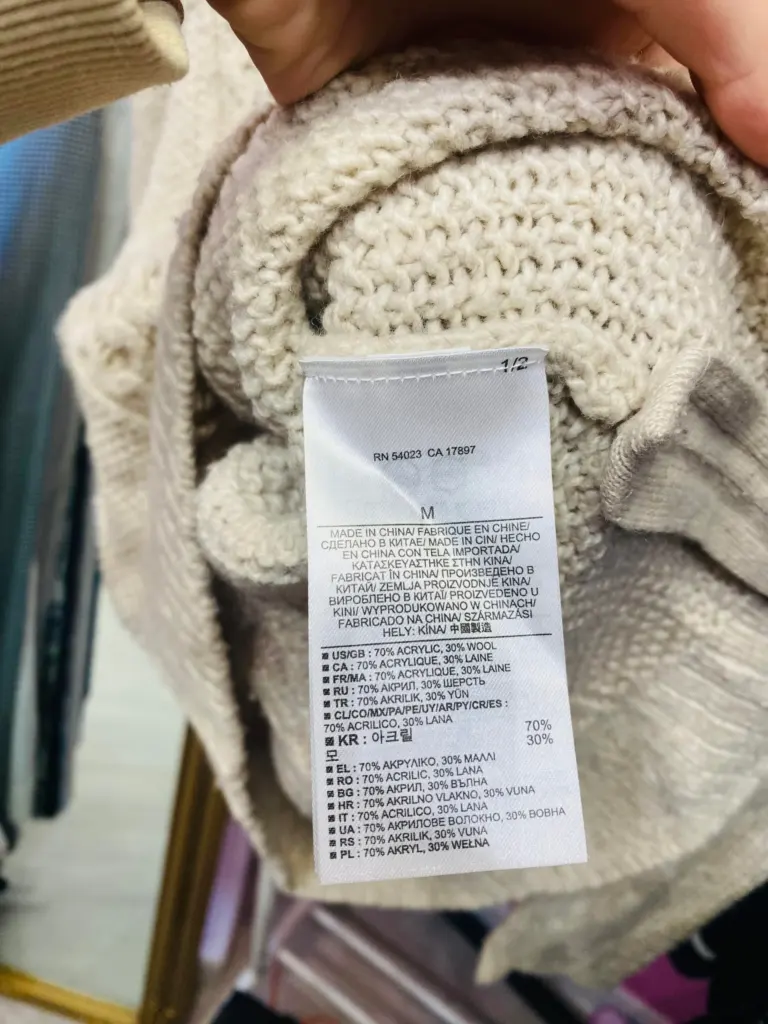 1/2
RN 54023 CA 17897
M
MADE IN CHINA/ FABRIQUE EN CHINE/
СДЕЛАНО В КИТАЕ/ MADE IN CIN/ HECHO
EN CHINA CON TELA IMPORTADA/
ΚΑΤΑΣΚΕΥΑΣΤΗΚΕ ΣΤΗΝ ΚΙΝΑ/
FABRICAT ÎN CHINA/ ПРОИЗВЕДЕНО В
КИТАЙ/ ZEMLJA PROIZVODNJE KINA/
ВИРОБЛЕНО В КИТАЇ/ PROIZVEDENO U
KINI/ WYPRODUKOWANO W CHINACH/
FABRICADO NA CHINA/ SZÁRMAZÁSI
HELY: KÍNA/ 中國製造
US/GB : 70% ACRYLIC, 30% WOOL
CA : 70% ACRYLIQUE, 30% LAINE
FR/MA : 70% ACRYLIQUE, 30% LAINE
RU : 70% АКРИЛ, 30% ШЕРСТЬ
TR : 70% AKRILIK, 30% YÜN
CL/CO/MX/PA/PE/UY/AR/PY/CR/ES :
70% ACRILICO, 30% LANA
KR : 아크릴 70%
모 30%
EL : 70% ΑΚΡΥΛΙΚΟ, 30% ΜΑΛΛΙ
RO : 70% ACRILIC, 30% LANA
BG : 70% АКРИЛ, 30% ВЪЛНА
HR : 70% AKRILNO VLAKNO, 30% VUNA
IT : 70% ACRILICO, 30% LANA
UA : 70% АКРИЛОВЕ ВОЛОКНО, 30% ВОВНА
RS : 70% AKRILIK, 30% VUNA
PL : 70% AKRYL, 30% WEŁNA